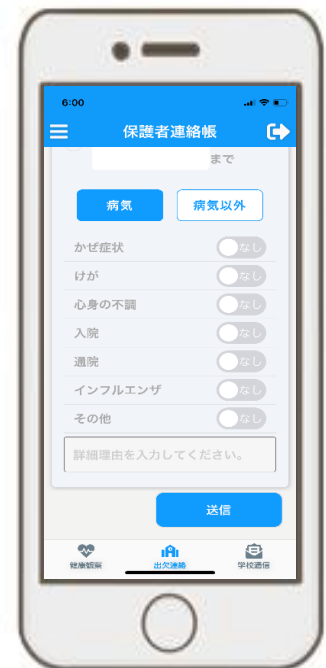 6:00
保護者連絡帳
まで
病気
病気以外
かぜ症状 なし
けが なし
心身の不調 なし
入院 なし
通院 なし
インフルエンザ なし
その他 なし
詳細理由を入力してください。
送信
健康観察
出欠連絡
学校通信